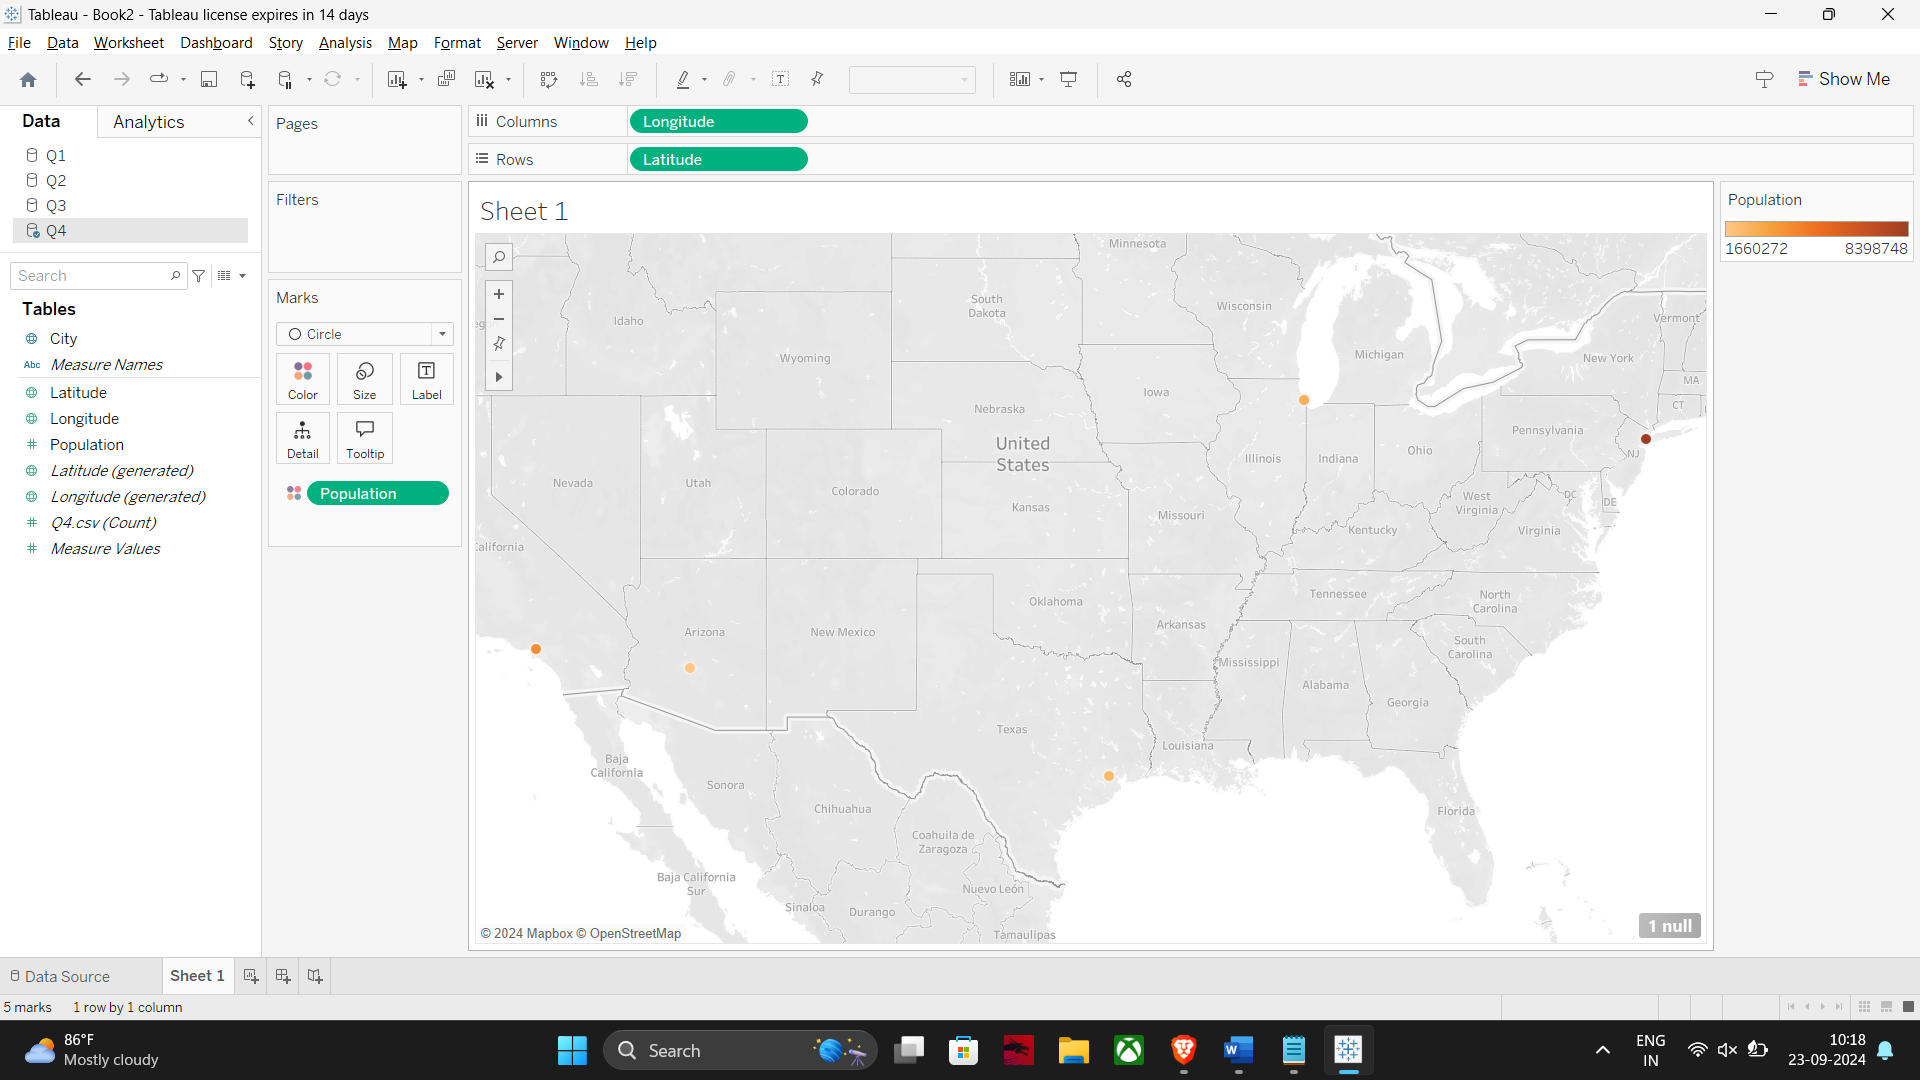 Tableau - Book2 - Tableau license expires in 14 days
File Data Worksheet Dashboard Story Analysis Map Format Server Window Help
Show Me
Data Analytics
Q1
Q2
Q3
Q4
Search
Tables
City
Abc Measure Names
Latitude
Longitude
Population
Latitude (generated)
Longitude (generated)
Q4.csv (Count)
Measure Values
Pages
Filters
Marks
Circle
Color Size Label
Detail Tooltip
Population
Columns Longitude
Rows Latitude
Sheet 1
Minnesota
South
Dakota
Wisconsin
Idaho
Vermont
Wyoming
Michigan
New York
MA
Iowa
CT
Nebraska
Pennsylvania
United
States
Ohio
NJ
Illinois
Indiana
Nevada
Utah
Colorado
West
Virginia
DC
DE
Kansas
Missouri
Kentucky
Virginia
California
Tennessee
North
Carolina
Oklahoma
Arkansas
Arizona
New Mexico
South
Carolina
Mississippi
Alabama
Georgia
Texas
Louisiana
Baja
California
Sonora
Chihuahua
Florida
Coahuila de
Zaragoza
Baja California
Sur
Nuevo León
Sinaloa
Durango
Tamaulipas
© 2024 Mapbox © OpenStreetMap
1 null
Population
1660272 8398748
Data Source Sheet 1
5 marks 1 row by 1 column
86°F
Mostly cloudy
Search
ENG
IN
10:18
23-09-2024